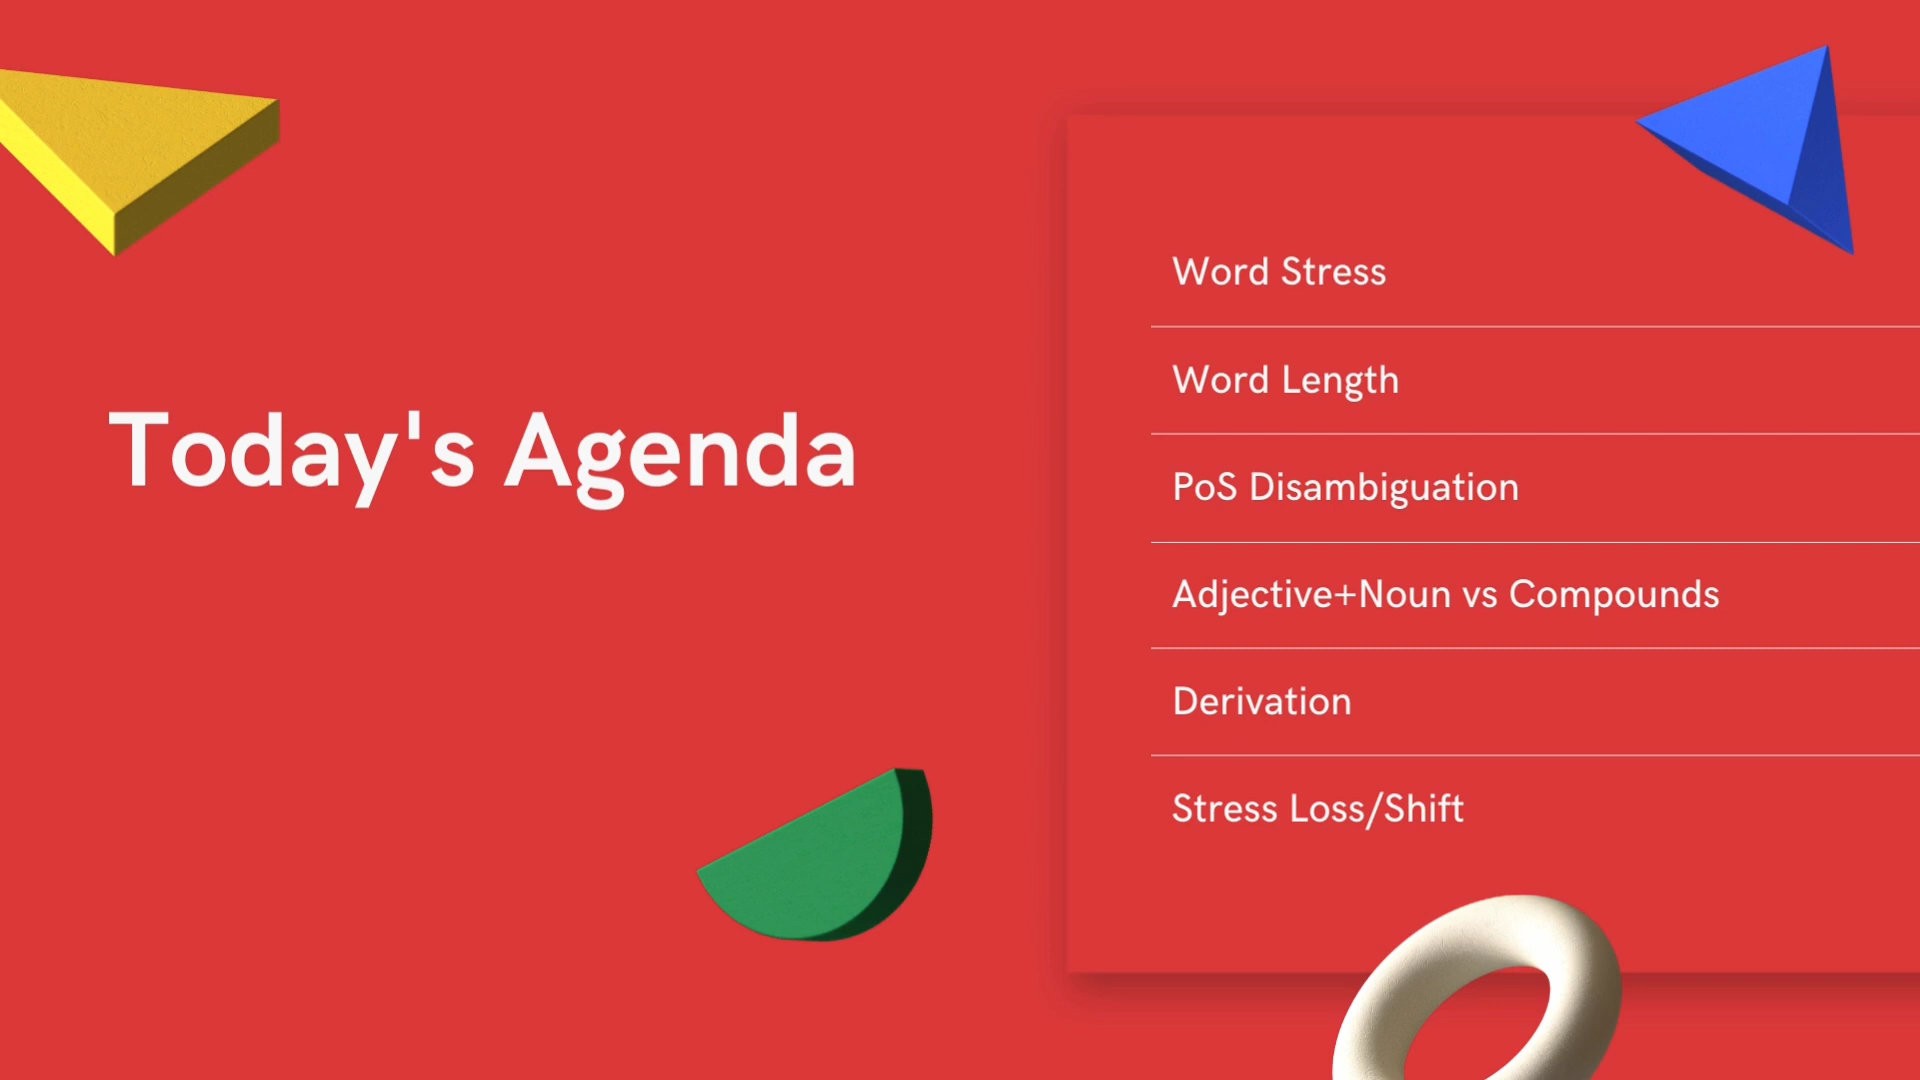 Today's Agenda
Word Stress
Word Length
PoS Disambiguation
Adjective+Noun vs Compounds
Derivation
Stress Loss/Shift